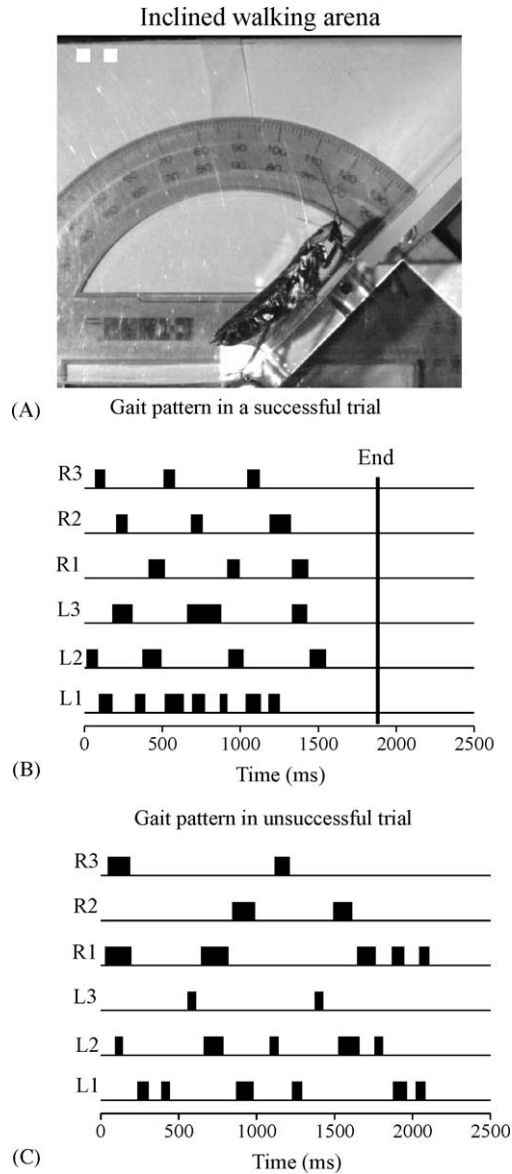 Inclined walking arena
(A)
Gait pattern in a successful trial
End
R3
R2
R1
L3
L2
L1
0 500 1000 1500 2000 2500
Time (ms)
(B)
Gait pattern in unsuccessful trial
R3
R2
R1
L3
L2
L1
0 500 1000 1500 2000 2500
Time (ms)
(C)